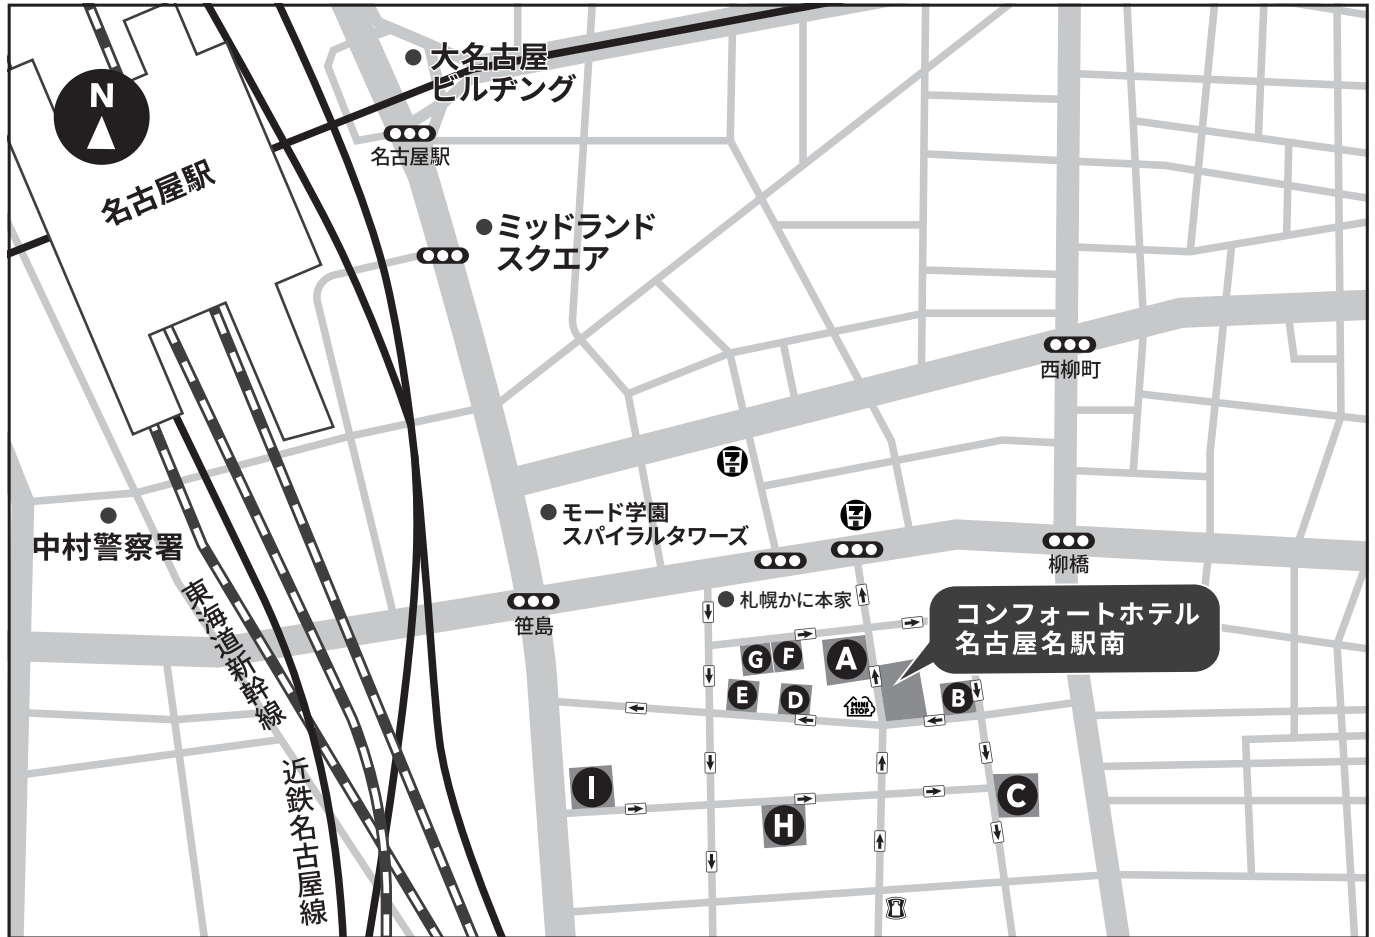 N
名古屋駅
大名古屋
ビルヂング
名古屋駅
ミッドランド
スクエア
西柳町
中村警察署
モード学園
スパイラルタワーズ
柳橋
笹島
札幌かに本家
コンフォートホテル
名古屋名駅南
東海道新幹線
近鉄名古屋線
G
F
A
E
D
MINI
STOP
B
I
H
C